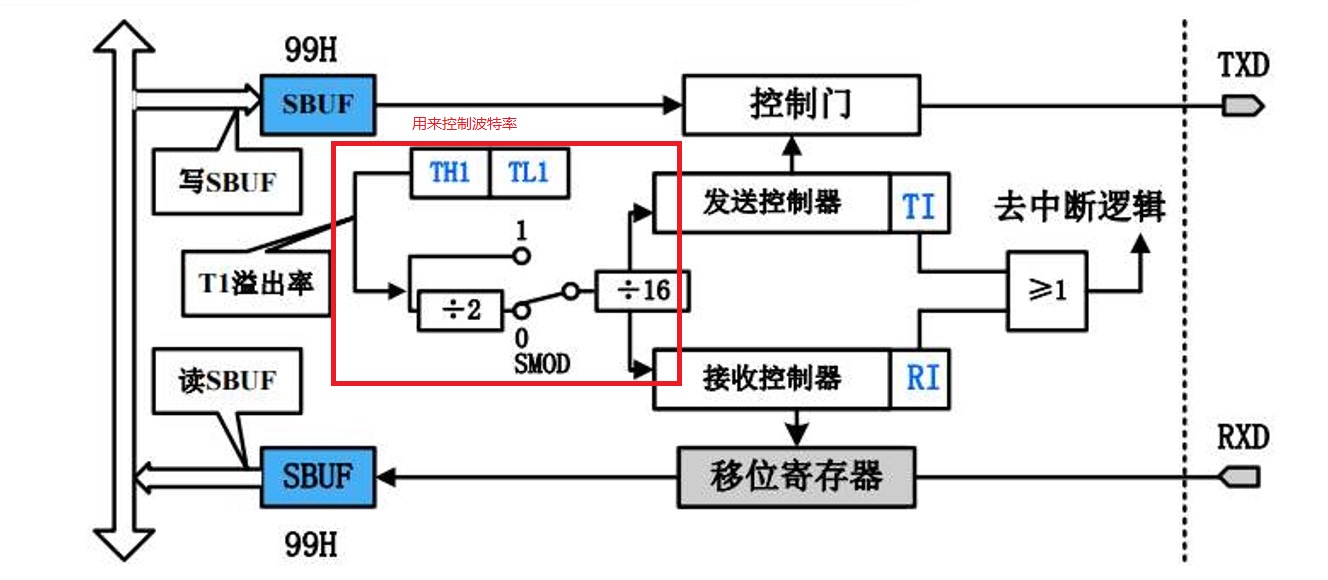 99H
SBUF
控制门
TXD
用来控制波特率
写SBUF
TH1 TL1
发送控制器 TI
去中断逻辑
1
T1溢出率
÷2
÷16
≥1
0
SMOD
读SBUF
接收控制器 RI
RXD
SBUF
移位寄存器
99H